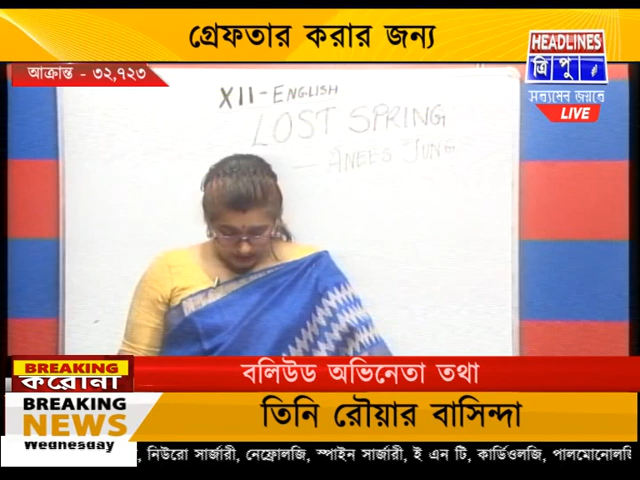 গ্রেফতার করার জন্য
HEADLINES
ত্রিপুরা
সত্যমেব জয়তে
LIVE
আক্রান্ত - ৩২,৭২৩
XII-ENGLISH
LOST SPRING
— ANEES JUNG
BREAKING
করোনা
বলিউড অভিনেতা তথা
BREAKING
NEWS
Wednesday
তিনি রৌয়ার বাসিন্দা
, নিউরো সার্জারী, নেফ্রোলজি, স্পাইন সার্জারী, ই এন টি, কার্ডিওলজি, পালমোনোলজি